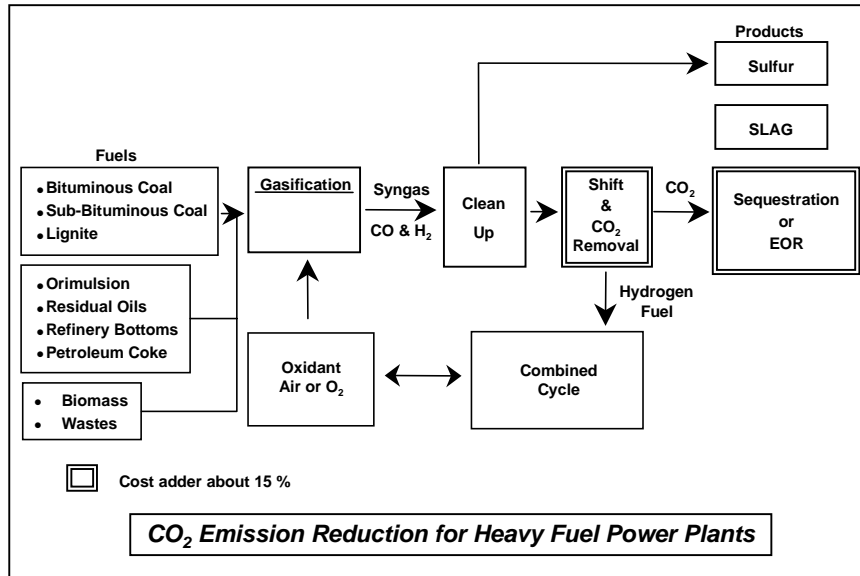 Products
Sulfur
SLAG
Fuels
• Bituminous Coal
• Sub-Bituminous Coal
• Lignite
Gasification
Syngas
CO & H₂
Clean
Up
Shift
&
CO₂
Removal
CO₂
Sequestration
or
EOR
• Orimulsion
• Residual Oils
• Refinery Bottoms
• Petroleum Coke
Hydrogen
Fuel
Oxidant
Air or O₂
Combined
Cycle
• Biomass
• Wastes
Cost adder about 15 %
CO₂ Emission Reduction for Heavy Fuel Power Plants